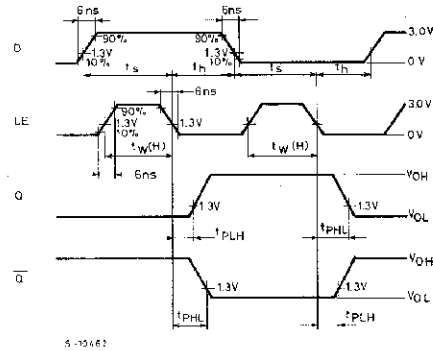 6ns 6ns
D 90% 90% 3.0V
1.3V 1.3V
10% 10% 0V
ts th ts th
6ns
LE 90% 3.0V
1.3V 1.3V
10% 0V
tW(H) tW(H)
6ns
VOH
Q 1.3V 1.3V
VOL
tPLH tPHL
VOH
Q 1.3V 1.3V
VOL
tPHL tPLH
S-10462